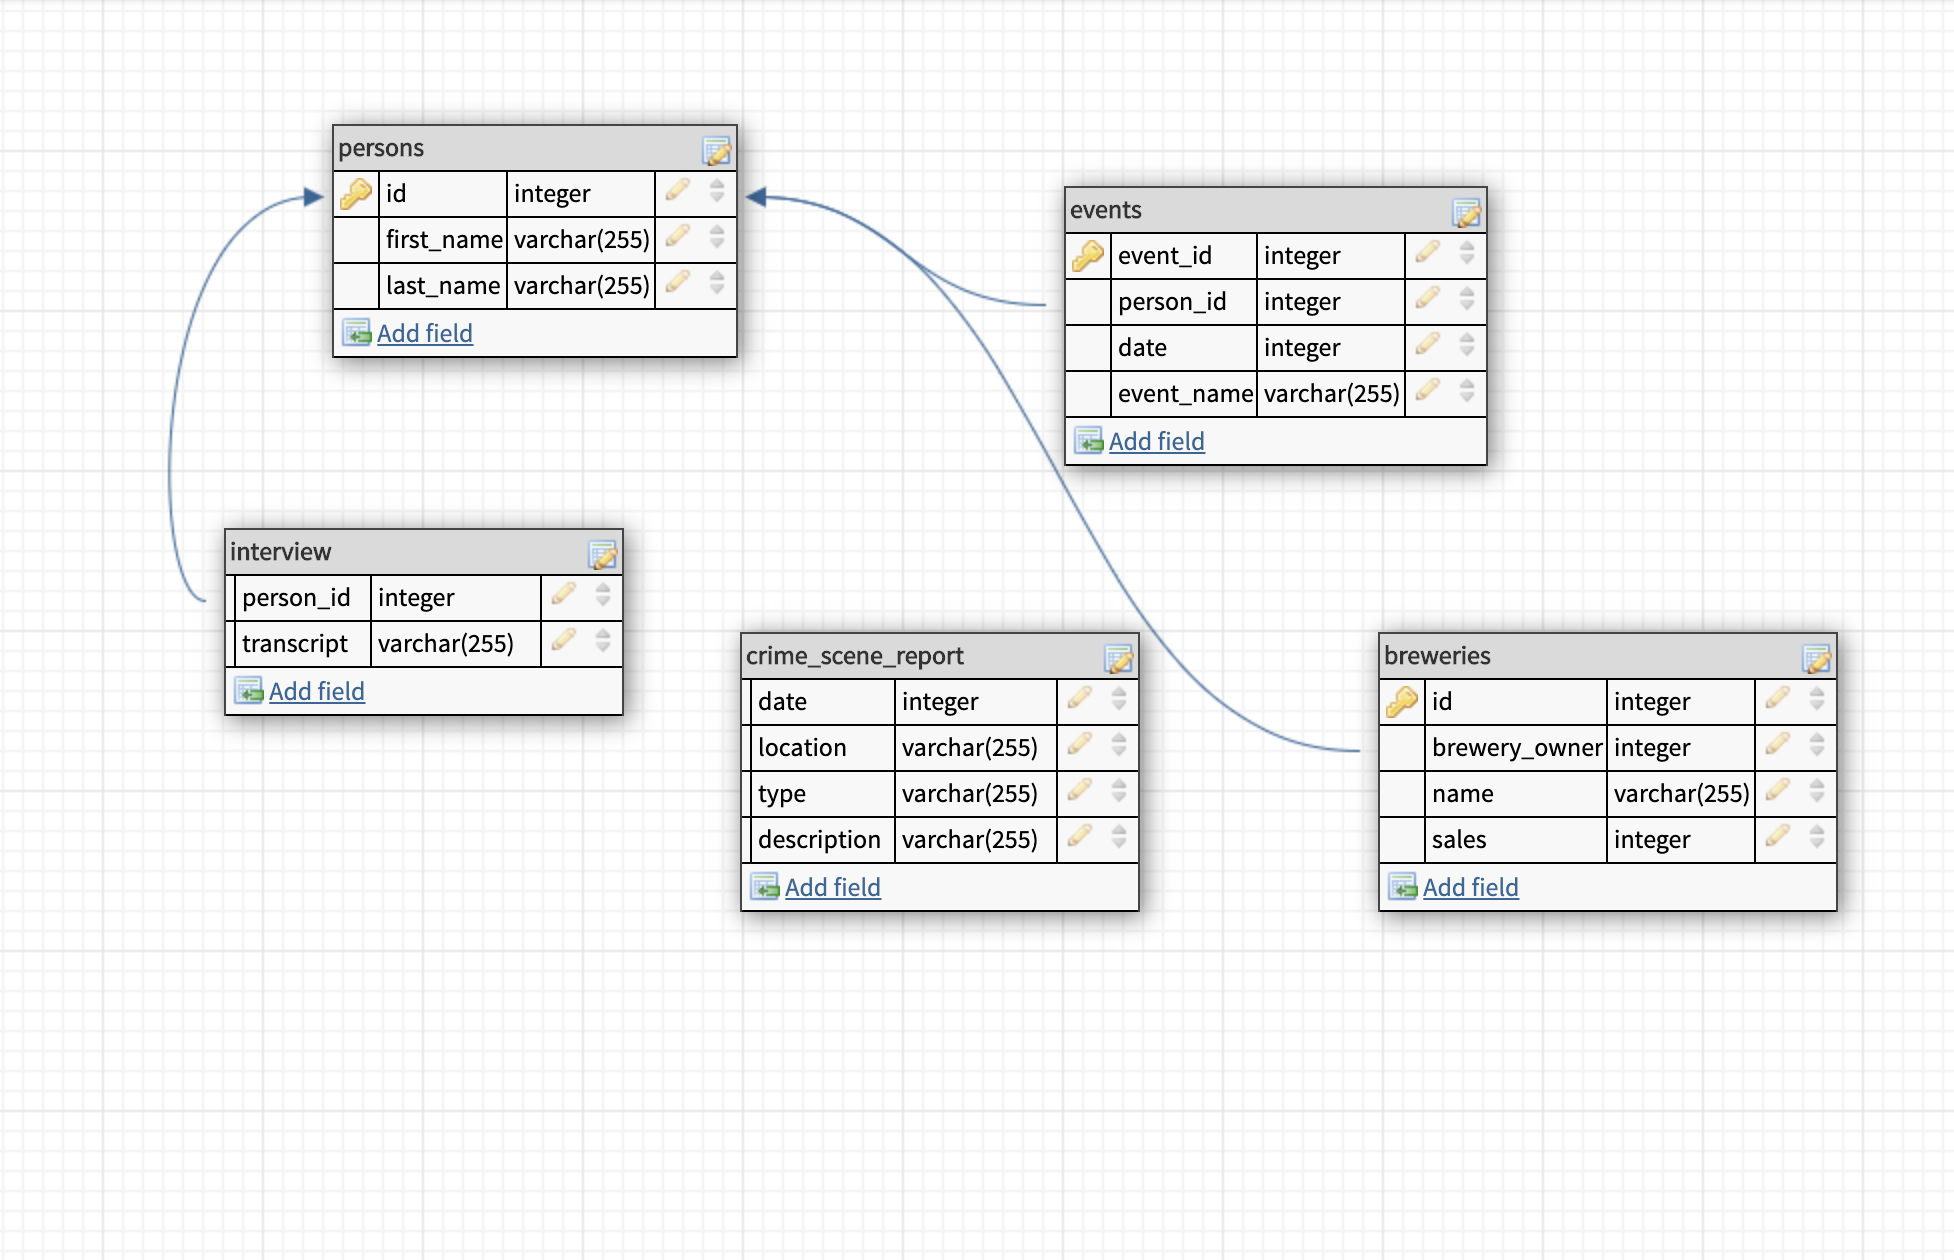 persons
id integer
first_name varchar(255)
last_name varchar(255)
Add field
events
event_id integer
person_id integer
date integer
event_name varchar(255)
Add field
interview
person_id integer
transcript varchar(255)
Add field
crime_scene_report
date integer
location varchar(255)
type varchar(255)
description varchar(255)
Add field
breweries
id integer
brewery_owner integer
name varchar(255)
sales integer
Add field